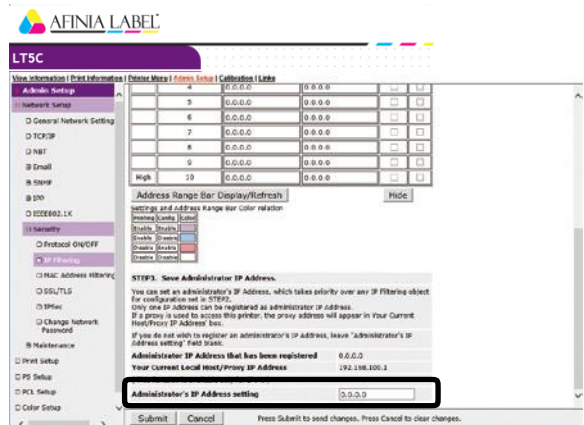 AFINIA LABEL
LT5C
View Information | Print Information | Printer Menu | Admin Setup | Calibration | Links
Admin Setup
Network Setup
General Network Setting
TCP/IP
NBT
Email
SNMP
IPP
IEEE802.1X
Security
Protocol ON/OFF
IP Filtering
MAC Address Filtering
SSL/TLS
IPSec
Change Network
Password
Maintenance
Print Setup
PS Setup
PCL Setup
Color Setup
4 0.0.0.0 0.0.0.0
5 0.0.0.0 0.0.0.0
6 0.0.0.0 0.0.0.0
7 0.0.0.0 0.0.0.0
8 0.0.0.0 0.0.0.0
9 0.0.0.0 0.0.0.0
High 10 0.0.0.0 0.0.0.0
Address Range Bar Display/Refresh Hide
Settings and Address Range Bar Color relation
Printing Config Color
Enable Enable
Enable Disable
Disable Enable
Disable Disable
STEP3. Save Administrator IP Address.
You can set an administrator's IP Address, which takes priority over any IP Filtering object
for configuration set in STEP2.
Only one IP Address can be registered as administrator IP Address.
If a proxy is used to access this printer, the proxy address will appear in 'Your Current
Host/Proxy IP Address' box.
If you do not wish to register an administrator's IP Address, leave "Administrator's IP
Address setting" field blank.
Administrator IP Address that has been registered 0.0.0.0
Your Current Local Host/Proxy IP Address 192.168.100.1
Administrator's IP Address setting 0.0.0.0
Submit Cancel Press Submit to send changes. Press Cancel to clear changes.